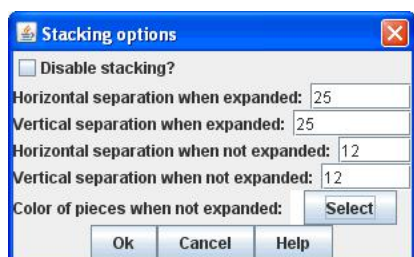 Stacking options
Disable stacking?
Horizontal separation when expanded: 25
Vertical separation when expanded: 25
Horizontal separation when not expanded: 12
Vertical separation when not expanded: 12
Color of pieces when not expanded: Select
Ok Cancel Help